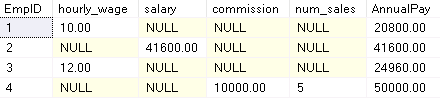 EmpID hourly_wage salary commission num_sales AnnualPay
1 10.00 NULL NULL NULL 20800.00
2 NULL 41600.00 NULL NULL 41600.00
3 12.00 NULL NULL NULL 24960.00
4 NULL NULL 10000.00 5 50000.00